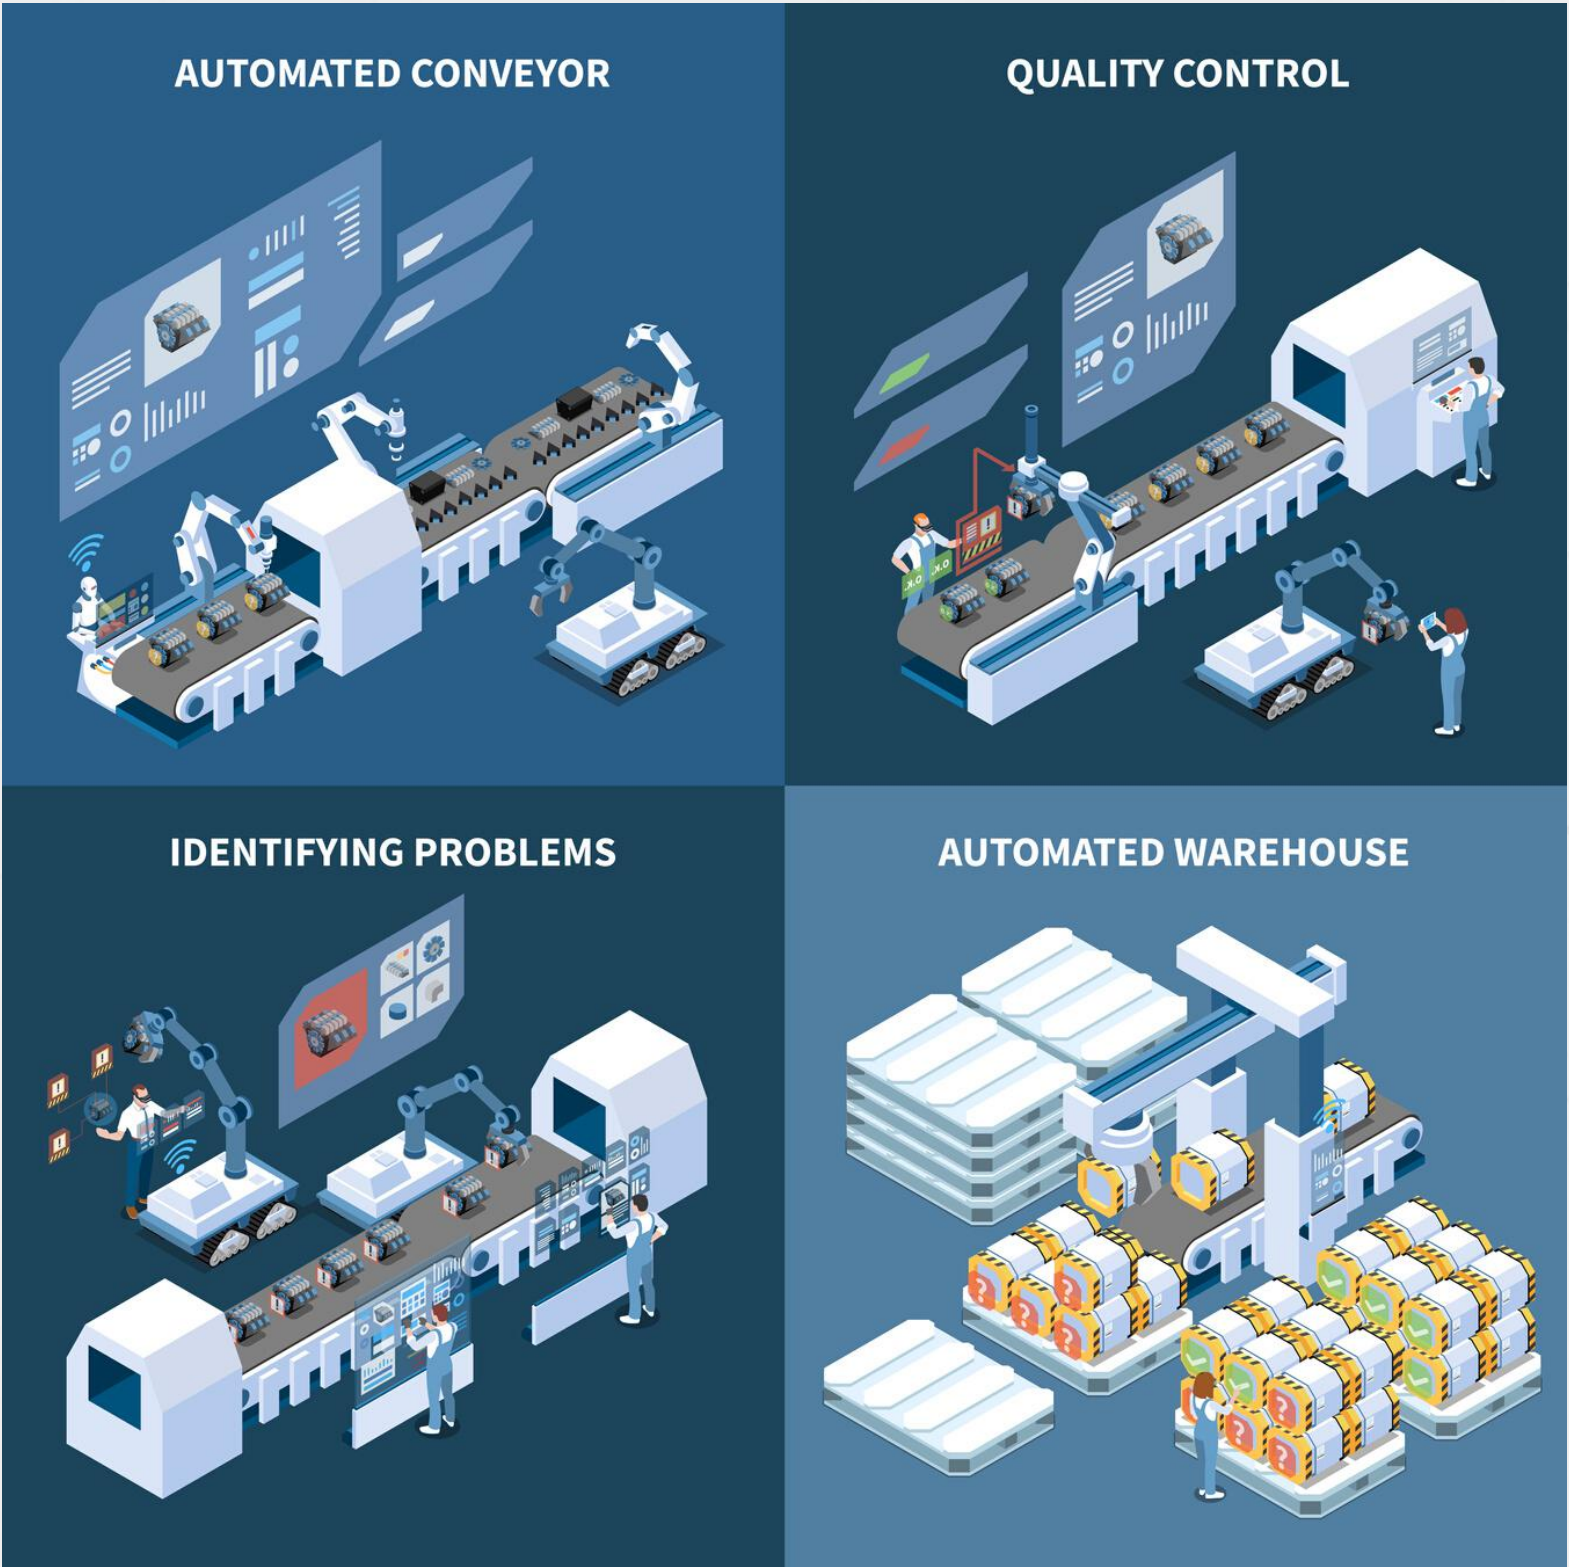 AUTOMATED CONVEYOR
QUALITY CONTROL
O.K.
O.K.
IDENTIFYING PROBLEMS
AUTOMATED WAREHOUSE